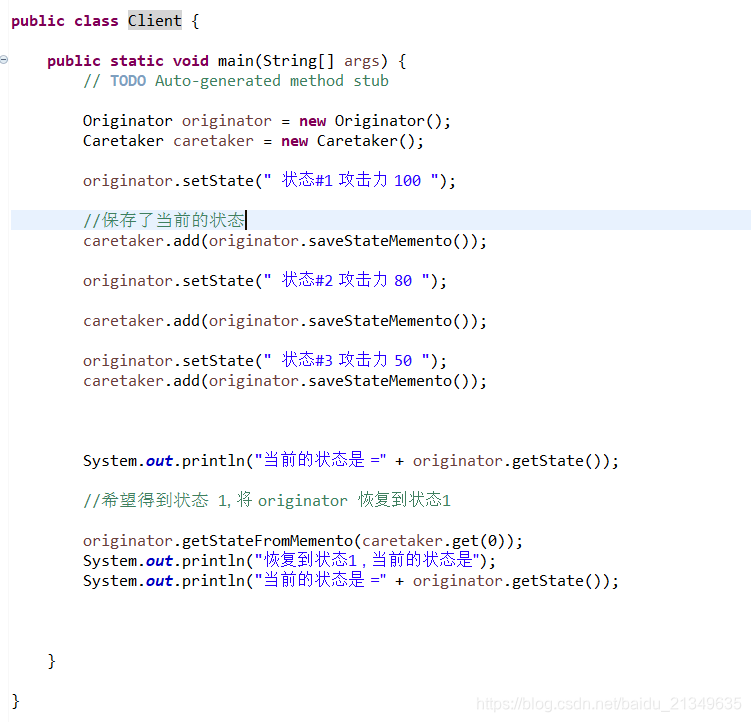 public class Client {
public static void main(String[] args) {
// TODO Auto-generated method stub
Originator originator = new Originator();
Caretaker caretaker = new Caretaker();
originator.setState(" 状态#1 攻击力 100 ");
//保存了当前的状态
caretaker.add(originator.saveStateMemento());
originator.setState(" 状态#2 攻击力 80 ");
caretaker.add(originator.saveStateMemento());
originator.setState(" 状态#3 攻击力 50 ");
caretaker.add(originator.saveStateMemento());
System.out.println("当前的状态是 =" + originator.getState());
//希望得到状态 1, 将 originator 恢复到状态1
originator.getStateFromMemento(caretaker.get(0));
System.out.println("恢复到状态1 , 当前的状态是");
System.out.println("当前的状态是 =" + originator.getState());
}
}
https://blog.csdn.net/baidu_21349635